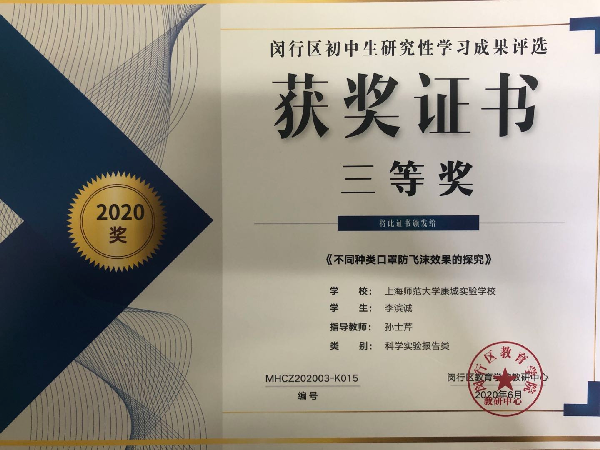 闵行区初中生研究性学习成果评选
获奖证书
三等奖
将此证书颁发给
2020
奖
《不同种类口罩防飞沫效果的探究》
学 校： 上海师范大学康城实验学校
学 生： 李滨诚
指导教师： 孙士芹
类 别： 科学实验报告类
MHCZ202003-K015
编号
闵行区教育学院教研中心
2020年6月
闵行区教育学院
教研中心